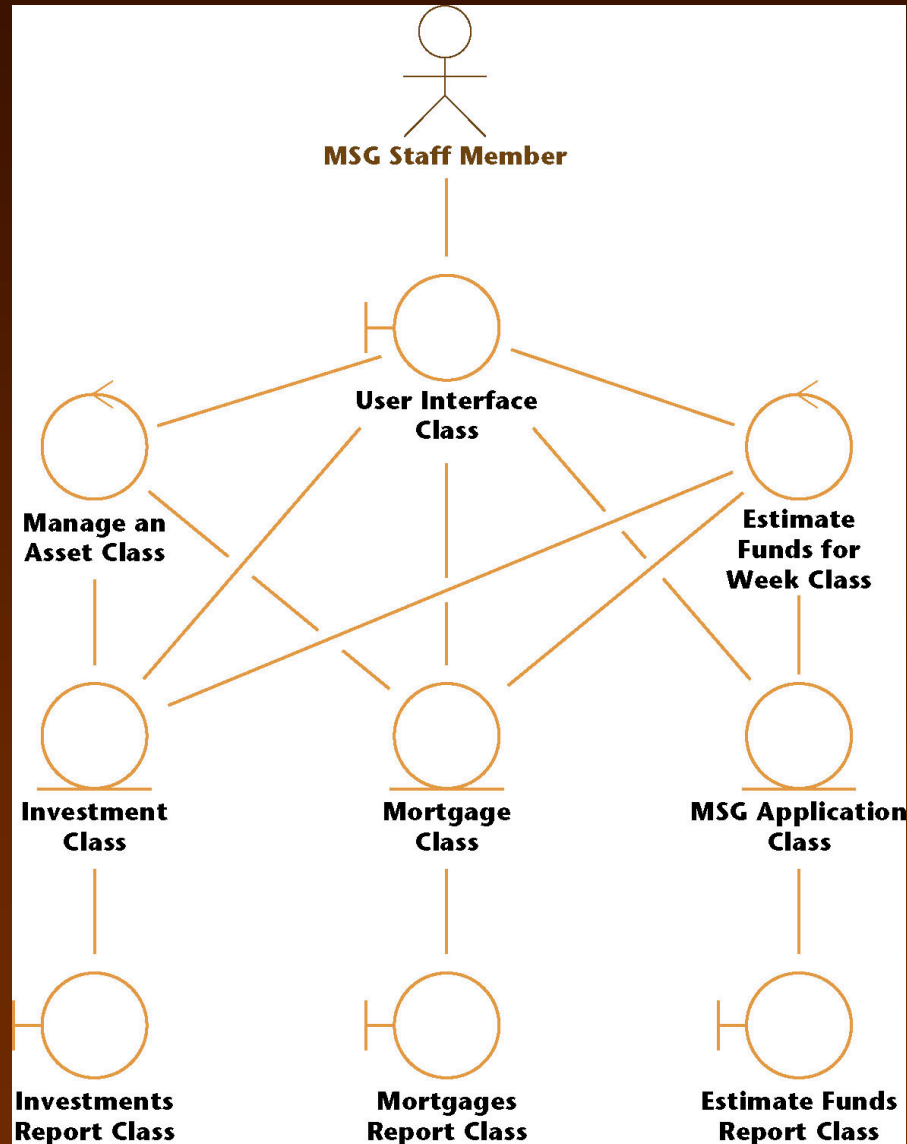 MSG Staff Member
User Interface
Class
Manage an
Asset Class
Estimate
Funds for
Week Class
Investment
Class
Mortgage
Class
MSG Application
Class
Investments
Report Class
Mortgages
Report Class
Estimate Funds
Report Class